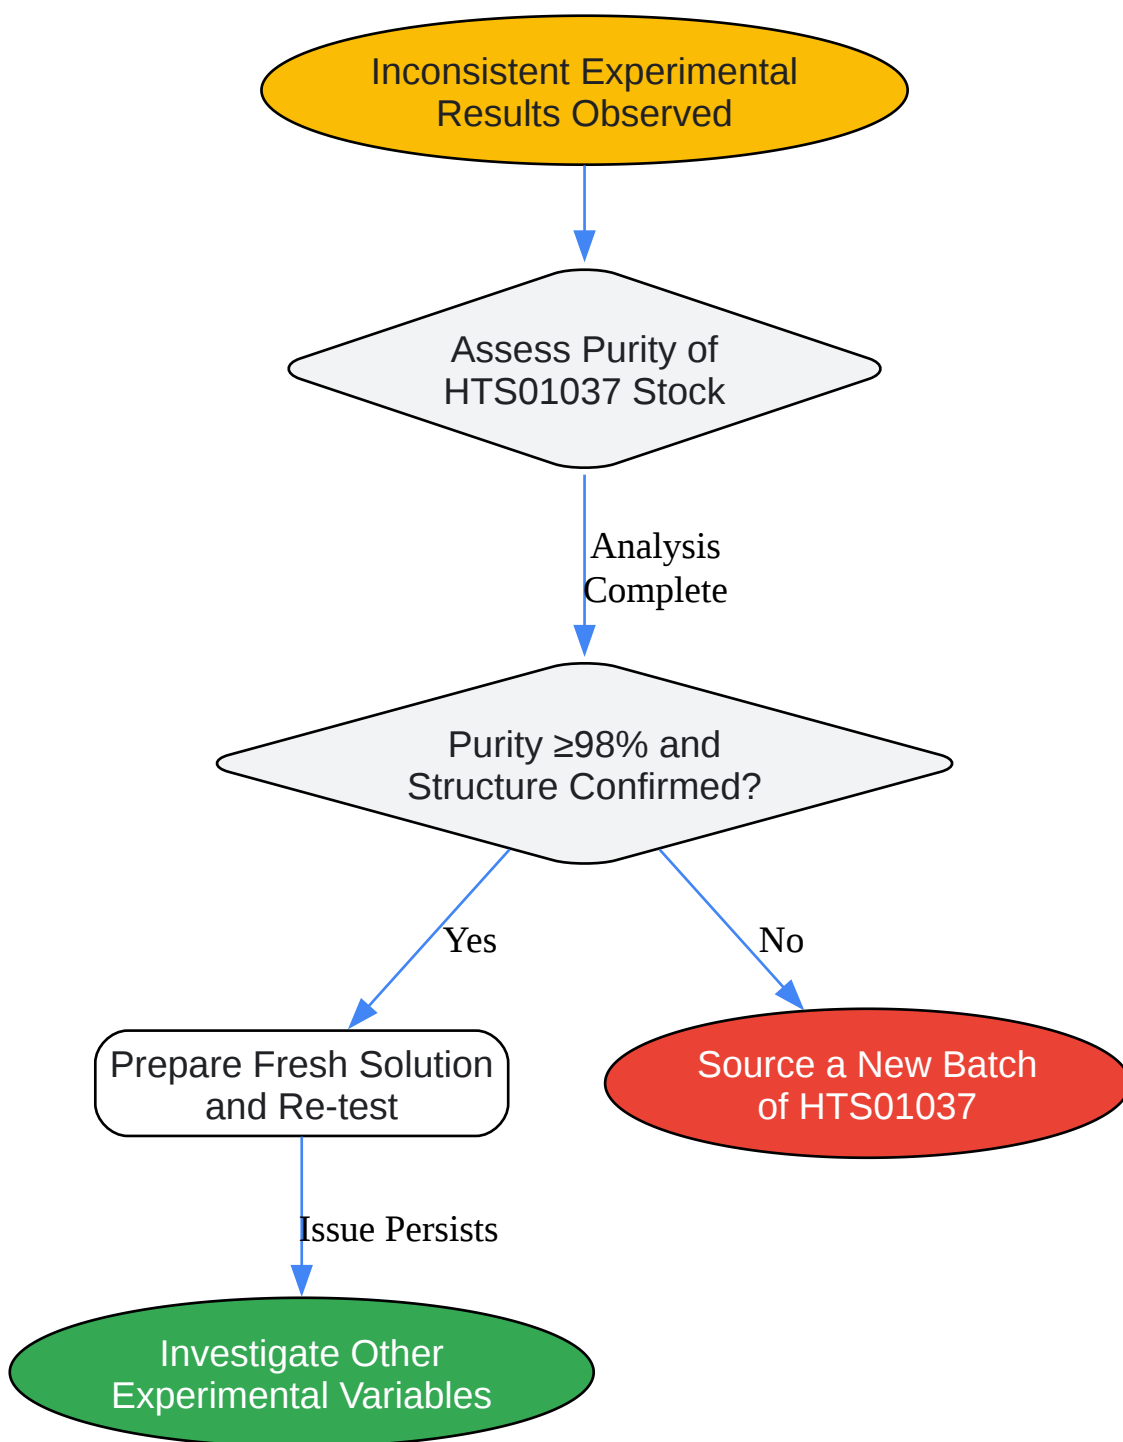 Inconsistent Experimental
Results Observed
Assess Purity of
HTS01037 Stock
Analysis
Complete
Purity ≥98% and
Structure Confirmed?
Yes
No
Prepare Fresh Solution
and Re-test
Source a New Batch
of HTS01037
Issue Persists
Investigate Other
Experimental Variables